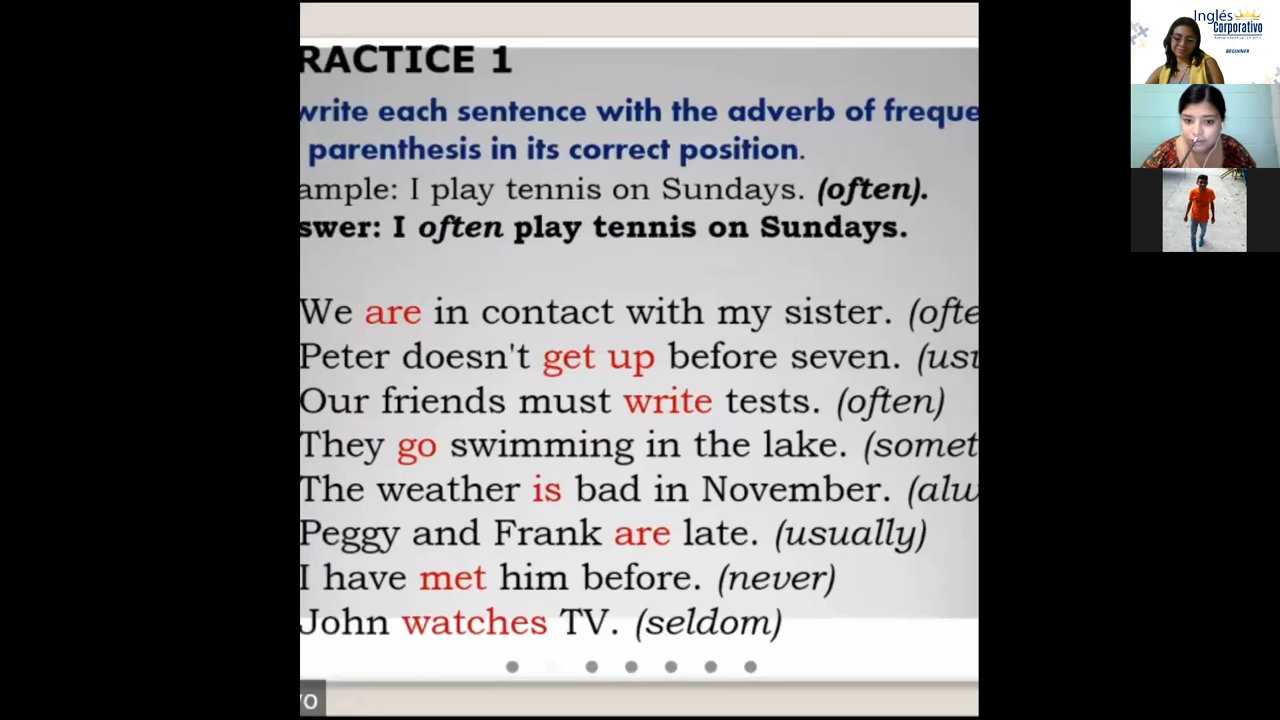 RACTICE 1
write each sentence with the adverb of freque
parenthesis in its correct position.
ample: I play tennis on Sundays. (often).
swer: I often play tennis on Sundays.
We are in contact with my sister. (ofte
Peter doesn't get up before seven. (usu
Our friends must write tests. (often)
They go swimming in the lake. (somet
The weather is bad in November. (alw
Peggy and Frank are late. (usually)
I have met him before. (never)
John watches TV. (seldom)
Inglés
Corporativo
BEGINNER